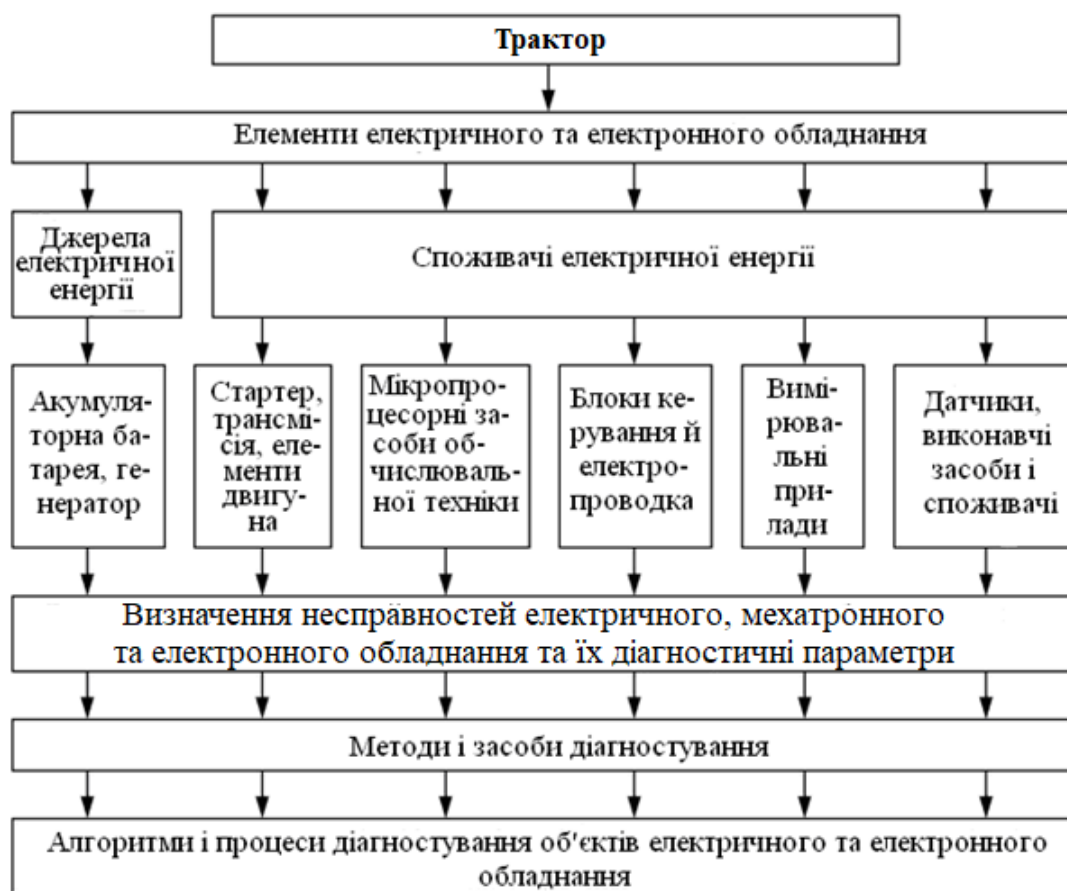 Трактор
Елементи електричного та електронного обладнання
Джерела
електричної
енергії
Споживачі електричної енергії
Акумуля-
торна ба-
тарея, ге-
нератор
Стартер,
трансмі-
сія, еле-
менти
двигу-
на
Мікропро-
цесорні за-
соби об-
числюваль-
ної техніки
Блоки ке-
рування й
електро-
проводка
Вимі-
рюва-
льні
при-
лади
Датчики,
виконавчі
засоби і
споживачі
Визначення несправностей електричного, мехатронного
та електронного обладнання та їх діагностичні параметри
Методи і засоби діагностування
Алгоритми і процеси діагностування об'єктів електричного та електронного
обладнання